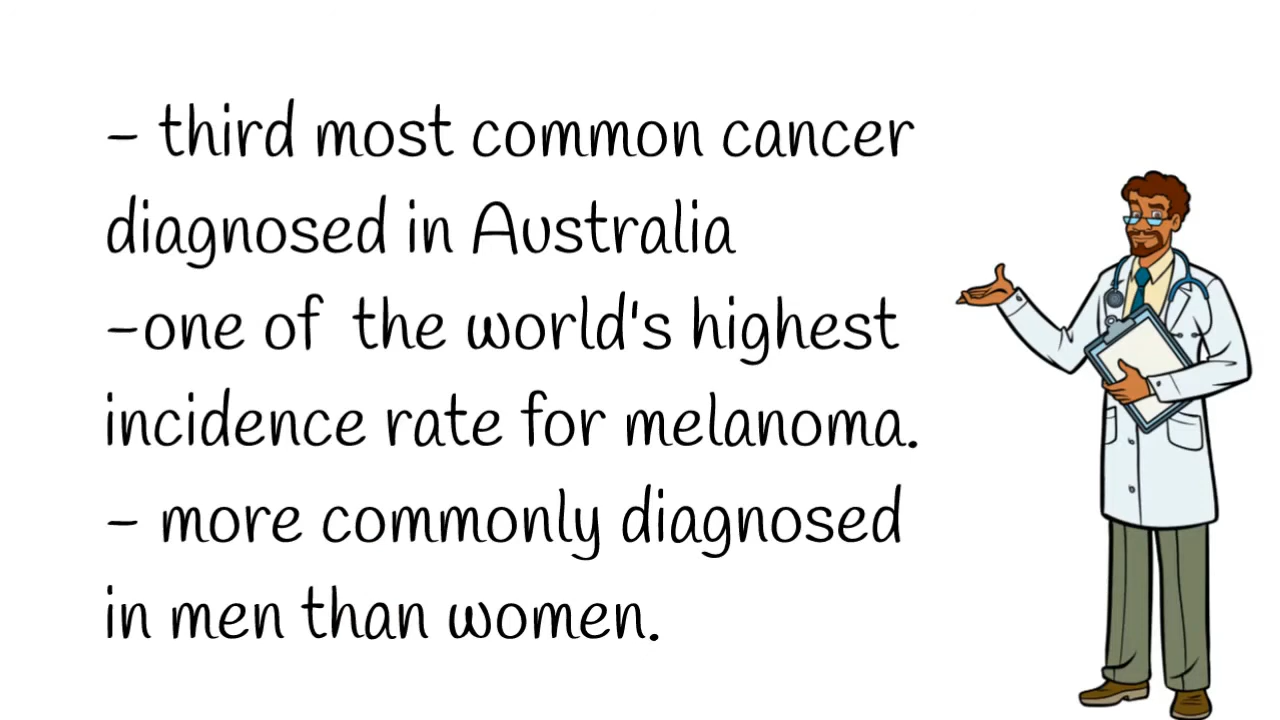 - third most common cancer
diagnosed in Australia
-one of the world's highest
incidence rate for melanoma.
- more commonly diagnosed
in men than women.